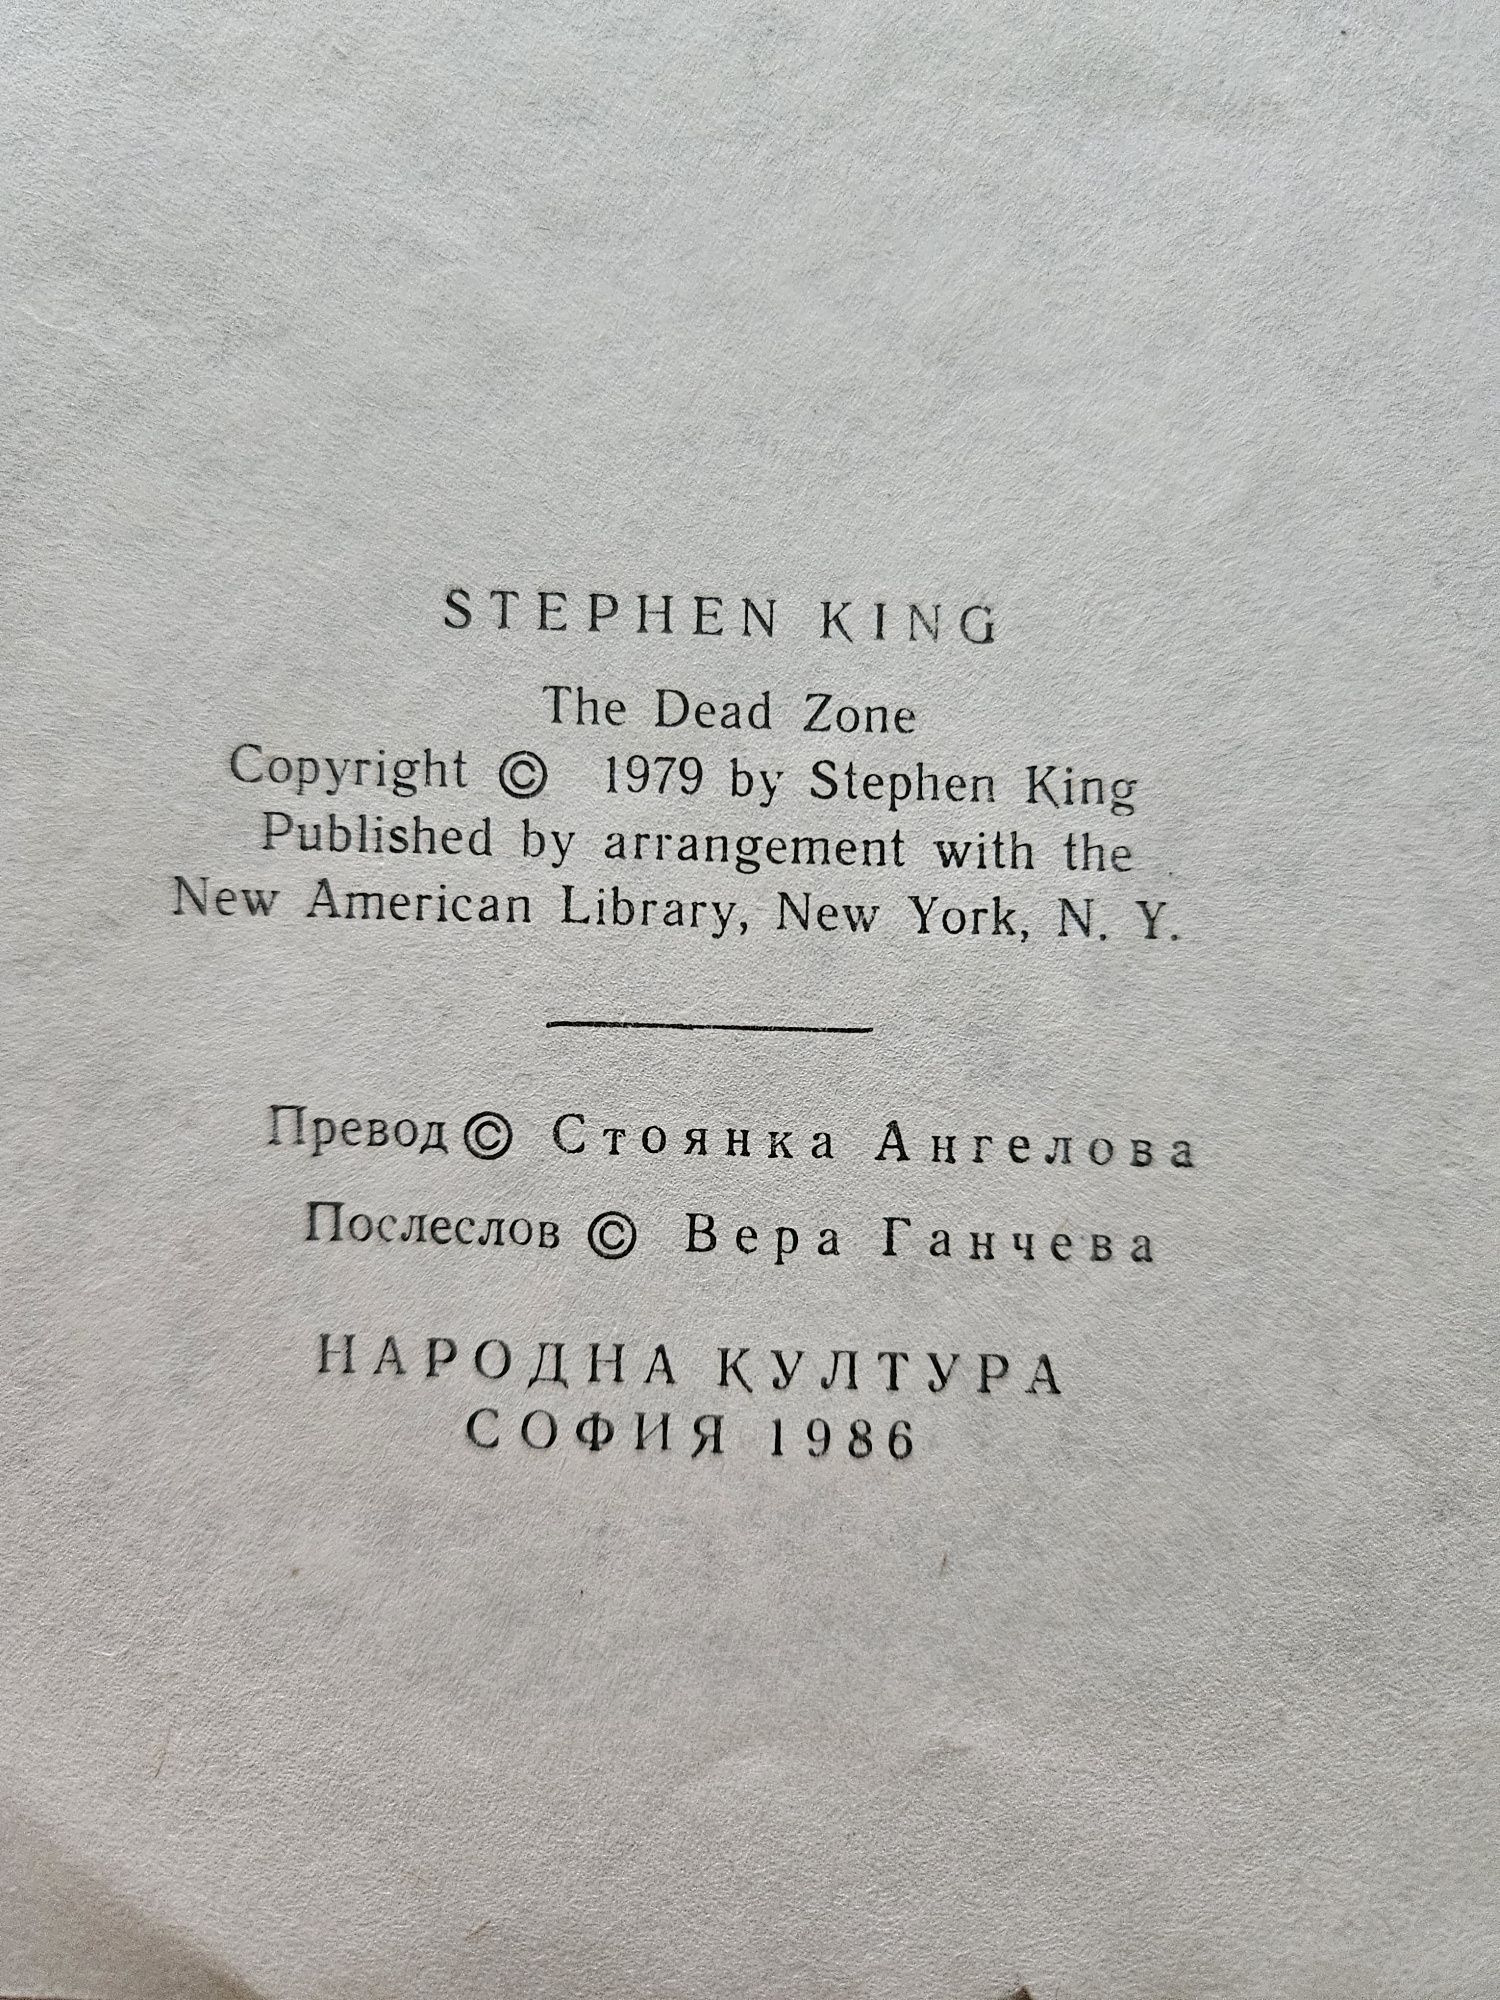 STEPHEN KING
The Dead Zone
Copyright © 1979 by Stephen King
Published by arrangement with the
New American Library, New York, N. Y.
Превод © Стоянка Ангелова
Послеслов © Вера Ганчева
НАРОДНА КУЛТУРА
СОФИЯ 1986